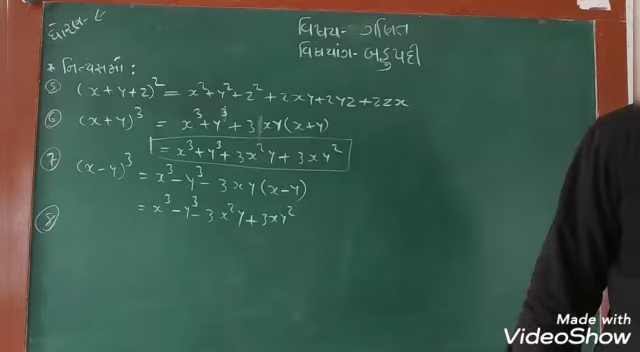 ધોરણ-૯
વિષય - ગણિત
વિષયાંગ - બહુપદી
* નિત્યસમો :
⑤ (x+y+z)² = x²+y²+z²+2xy+2yz+2zx
⑥ (x+y)³ = x³+y³+3xy(x+y)
= x³+y³+3x²y+3xy²
⑦ (x-y)³ = x³-y³-3xy(x-y)
= x³-y³-3x²y+3xy²
⑧
Made with
VideoShow